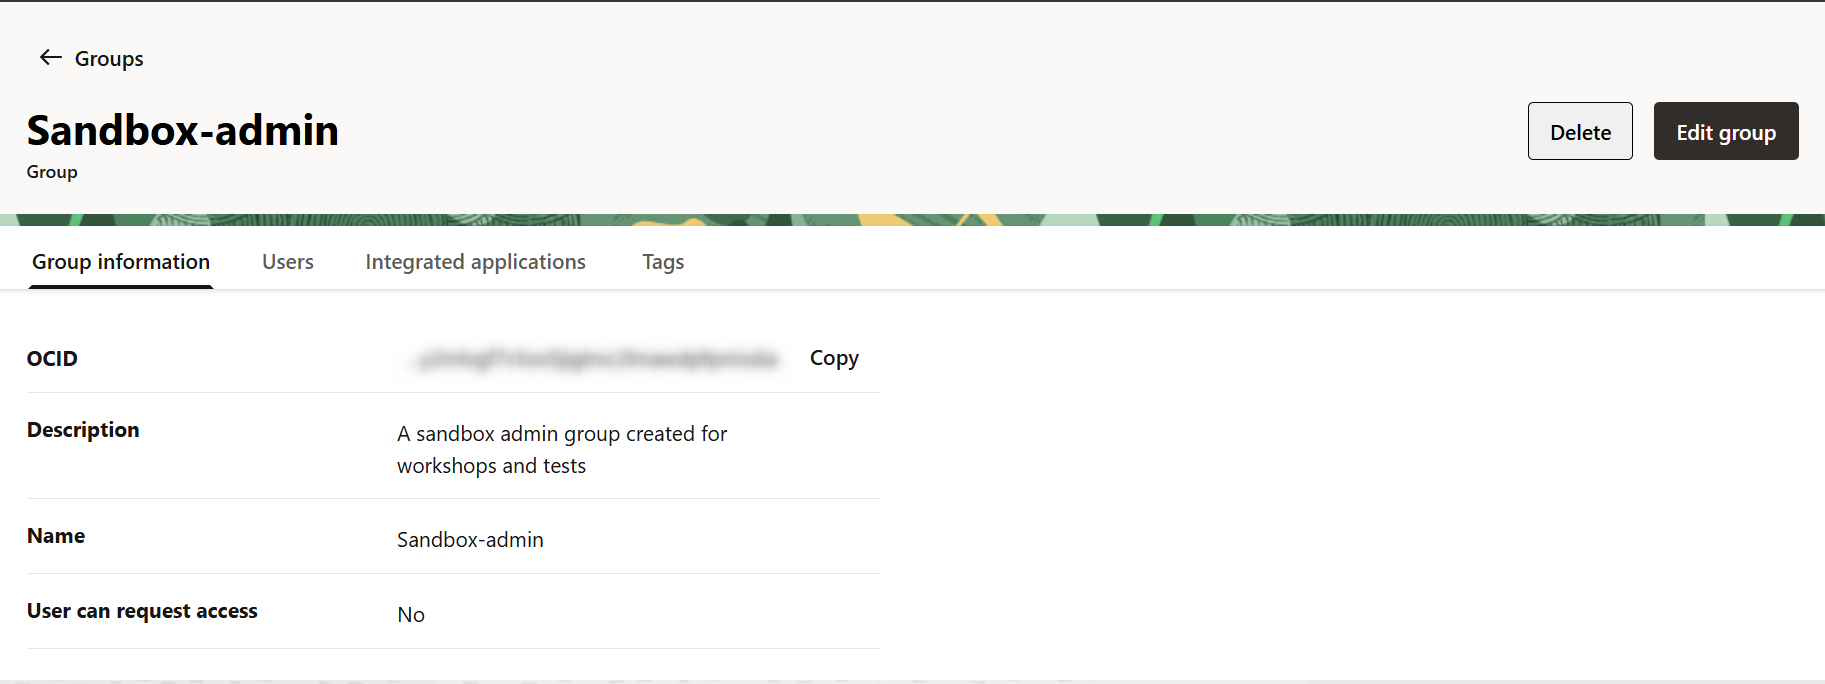 Groups
Sandbox-admin
Group
Delete
Edit group
Group information
Users
Integrated applications
Tags
OCID
Copy
Description
A sandbox admin group created for
workshops and tests
Name
Sandbox-admin
User can request access
No